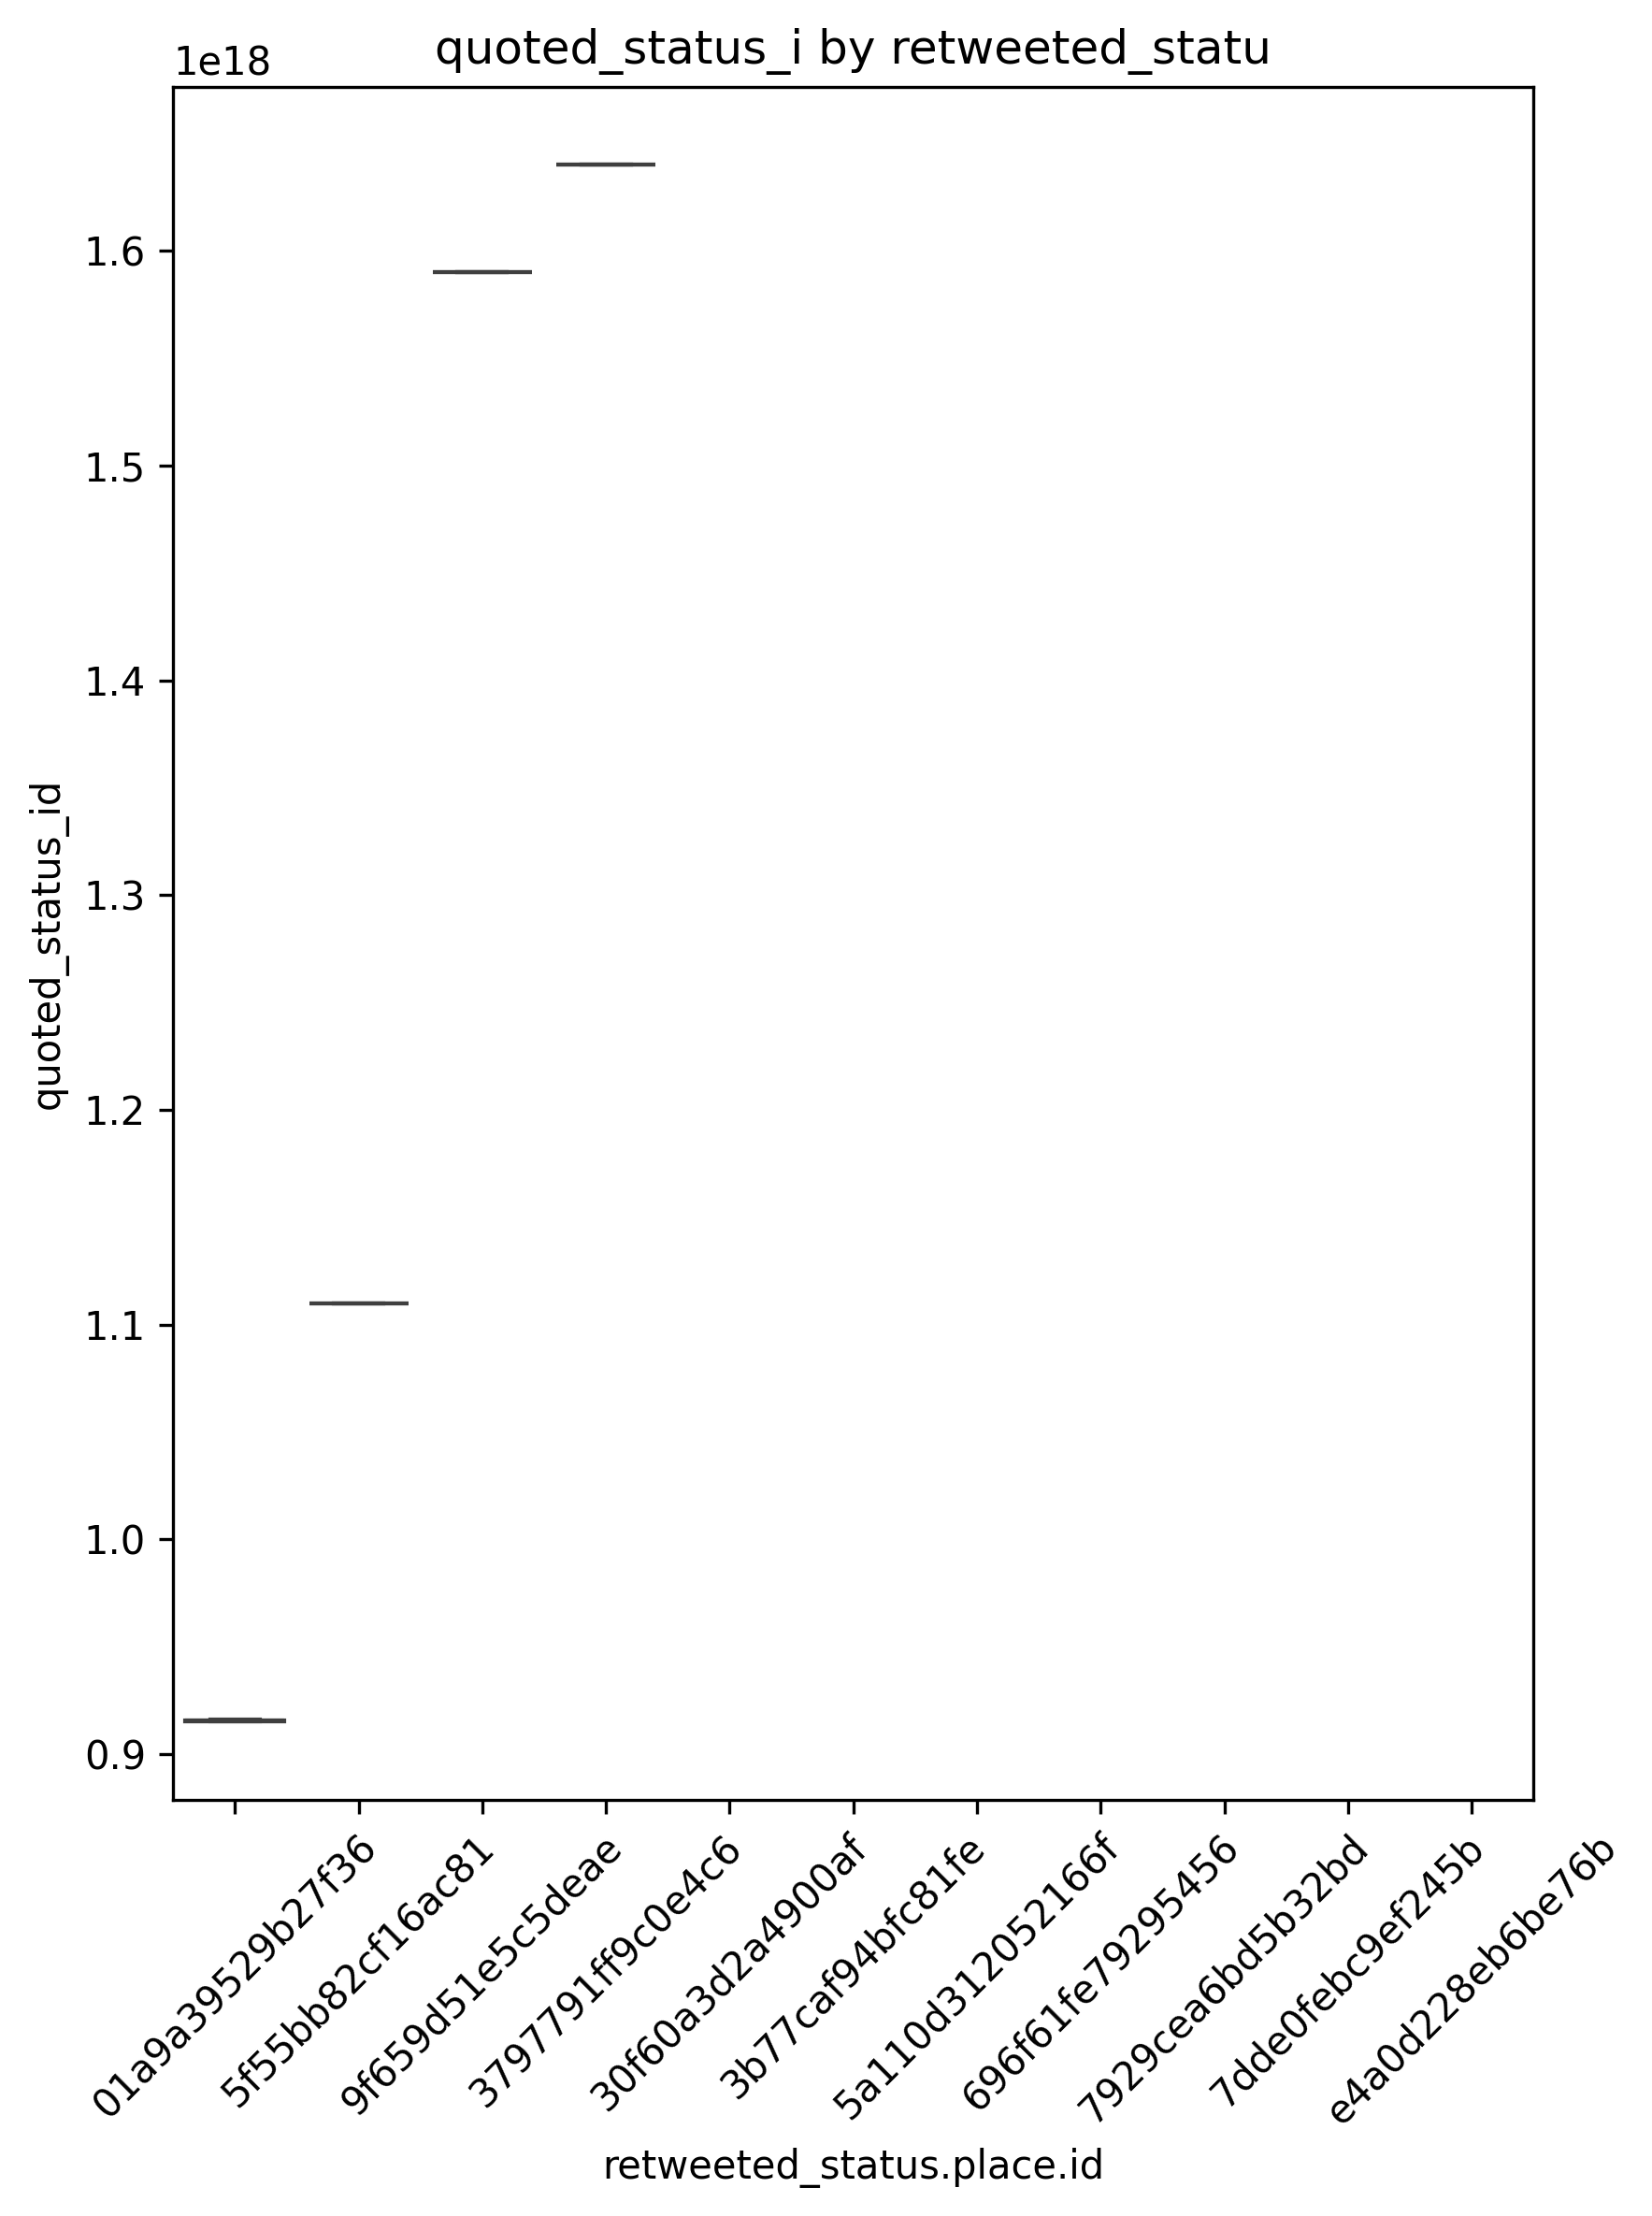 quoted_status_i by retweeted_statu
1e18
1.6
1.5
1.4
1.3
1.2
1.1
1.0
0.9
quoted_status_id
01a9a39529b27f36
5f55bb82cf16ac81
9f659d51e5c5deae
3797791ff9c0e4c6
30f60a3d2a4900af
3b77caf94bfc81fe
5a110d312052166f
696f61fe79295456
7929cea6bd5b32bd
7dde0febc9ef245b
e4a0d228eb6be76b
retweeted_status.place.id